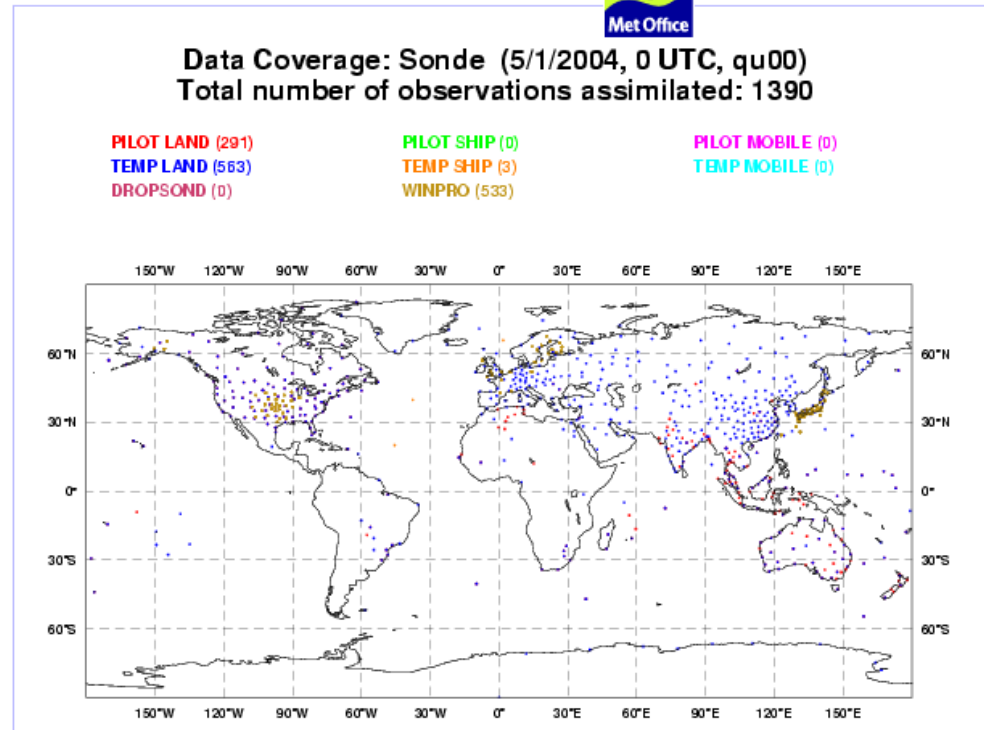 Met Office
Data Coverage: Sonde (5/1/2004, 0 UTC, qu00)
Total number of observations assimilated: 1390
PILOT LAND (291) PILOT SHIP (0) PILOT MOBILE (0)
TEMP LAND (563) TEMP SHIP (3) TEMP MOBILE (0)
DROPSOND (0) WINPRO (533)
150°W 120°W 90°W 60°W 30°W 0° 30°E 60°E 90°E 120°E 150°E
60°N 60°N
30°N 30°N
0° 0°
30°S 30°S
60°S 60°S
150°W 120°W 90°W 60°W 30°W 0° 30°E 60°E 90°E 120°E 150°E